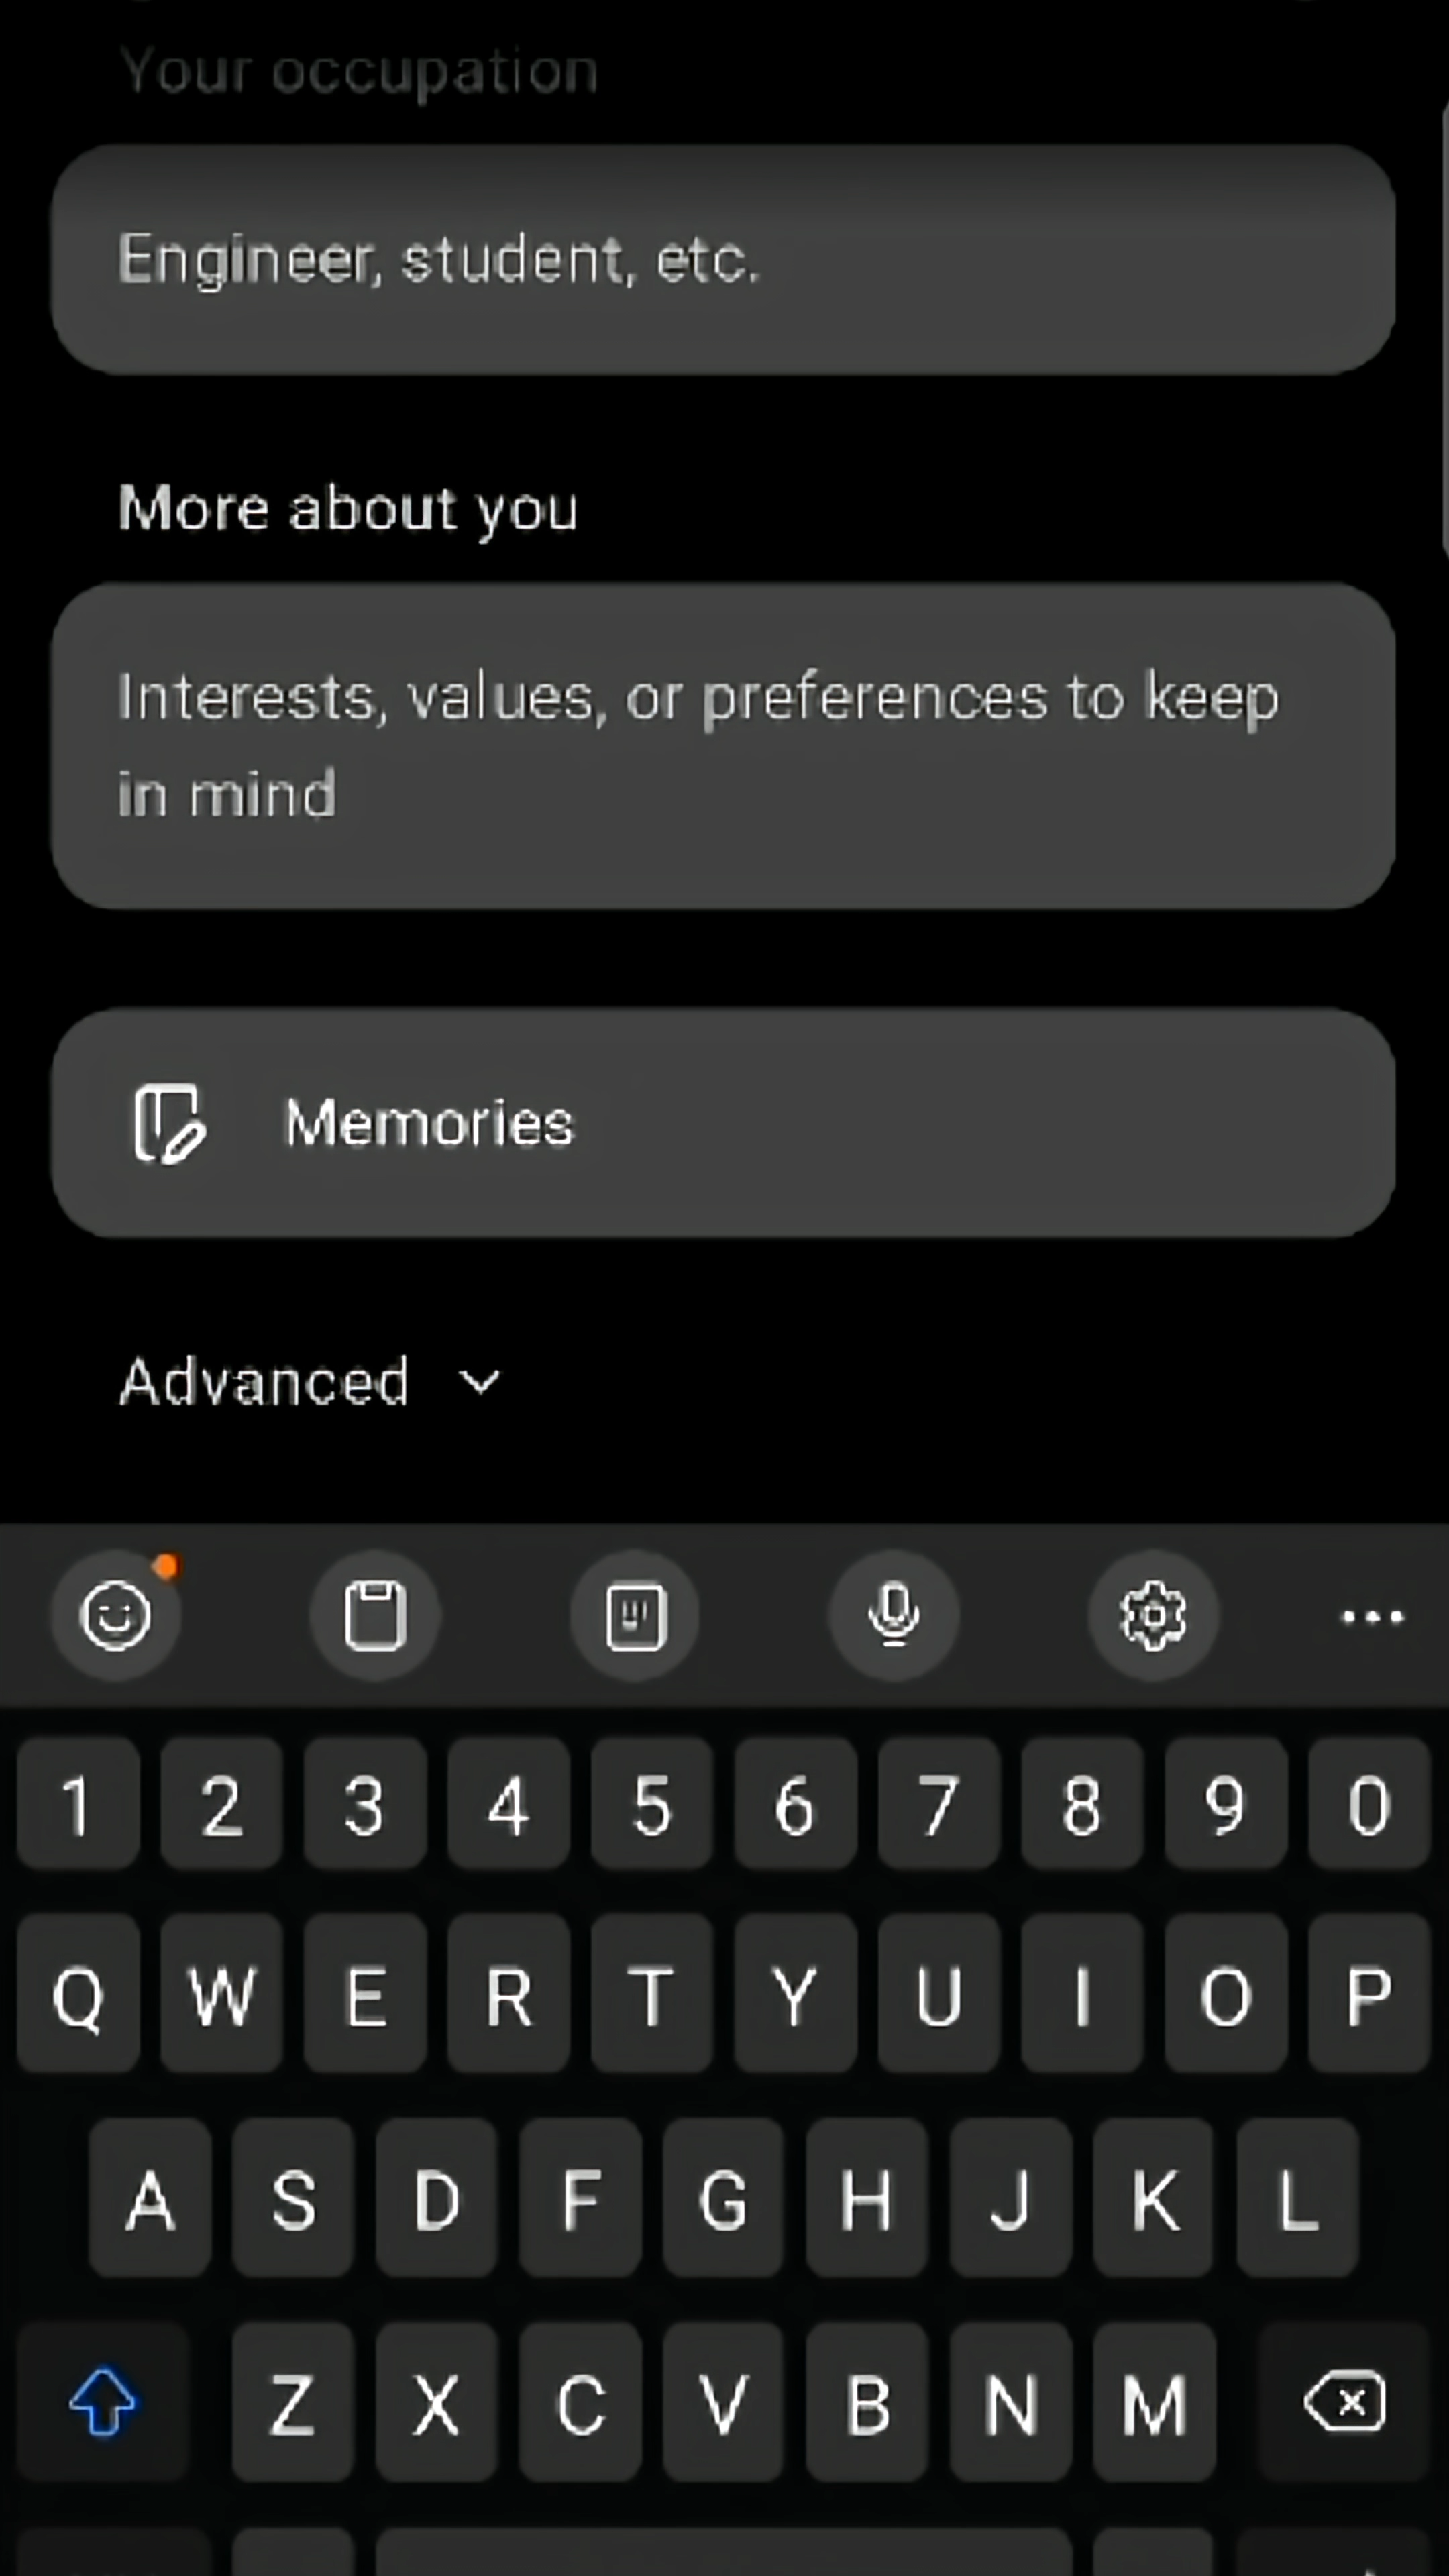 Your occupation
Engineer, student, etc.
More about you
Interests, values, or preferences to keep
in mind
Memories
Advanced
1 2 3 4 5 6 7 8 9 0
Q W E R T Y U I O P
A S D F G H J K L
Z X C V B N M